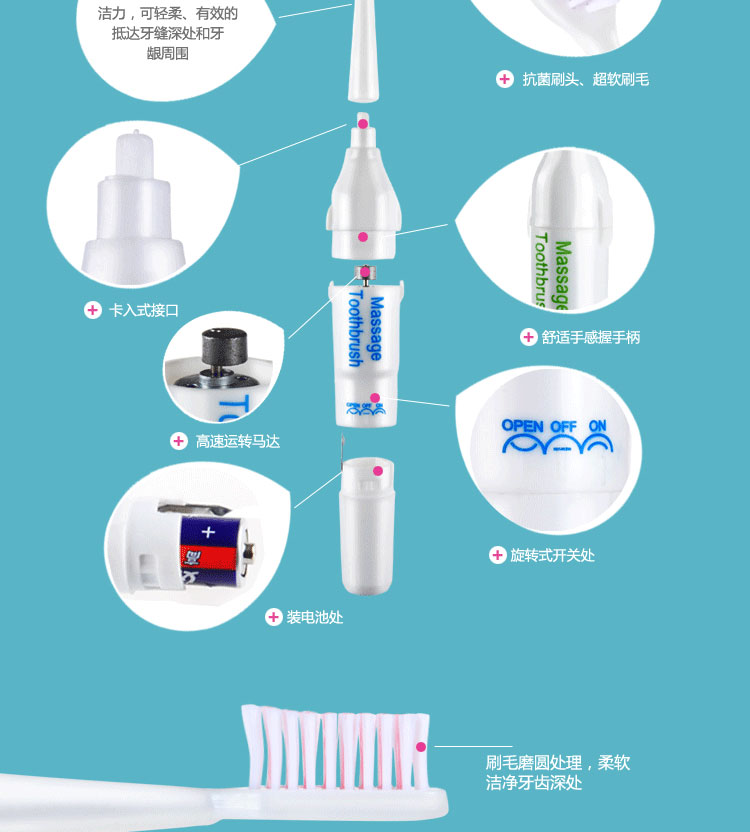 洁力，可轻柔、有效的
抵达牙缝深处和牙
龈周围
抗菌刷头、超软刷毛
卡入式接口
Massage
Toothbrush
舒适手感握手柄
Massage
Toothbrush
OPEN OFF ON
高速运转马达
OPEN OFF ON
旋转式开关处
+
高
装电池处
刷毛磨圆处理，柔软
洁净牙齿深处